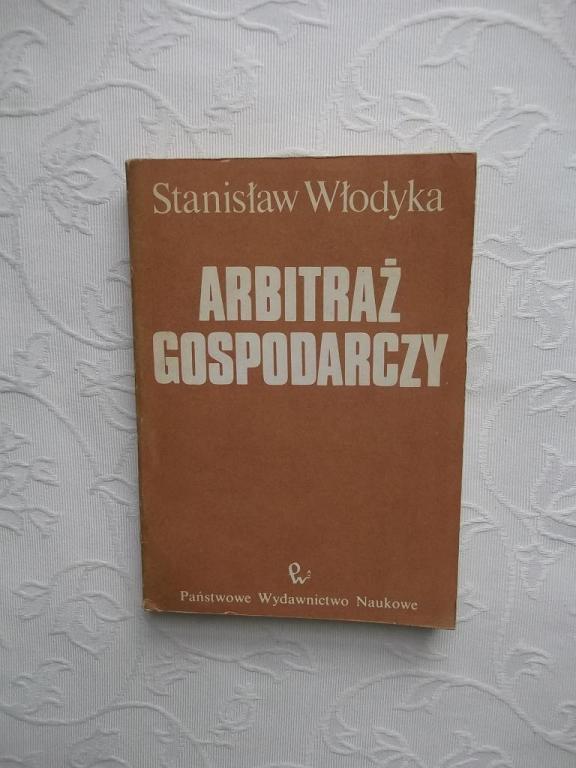 Stanisław Włodyka
ARBITRAŻ
GOSPODARCZY
Państwowe Wydawnictwo Naukowe